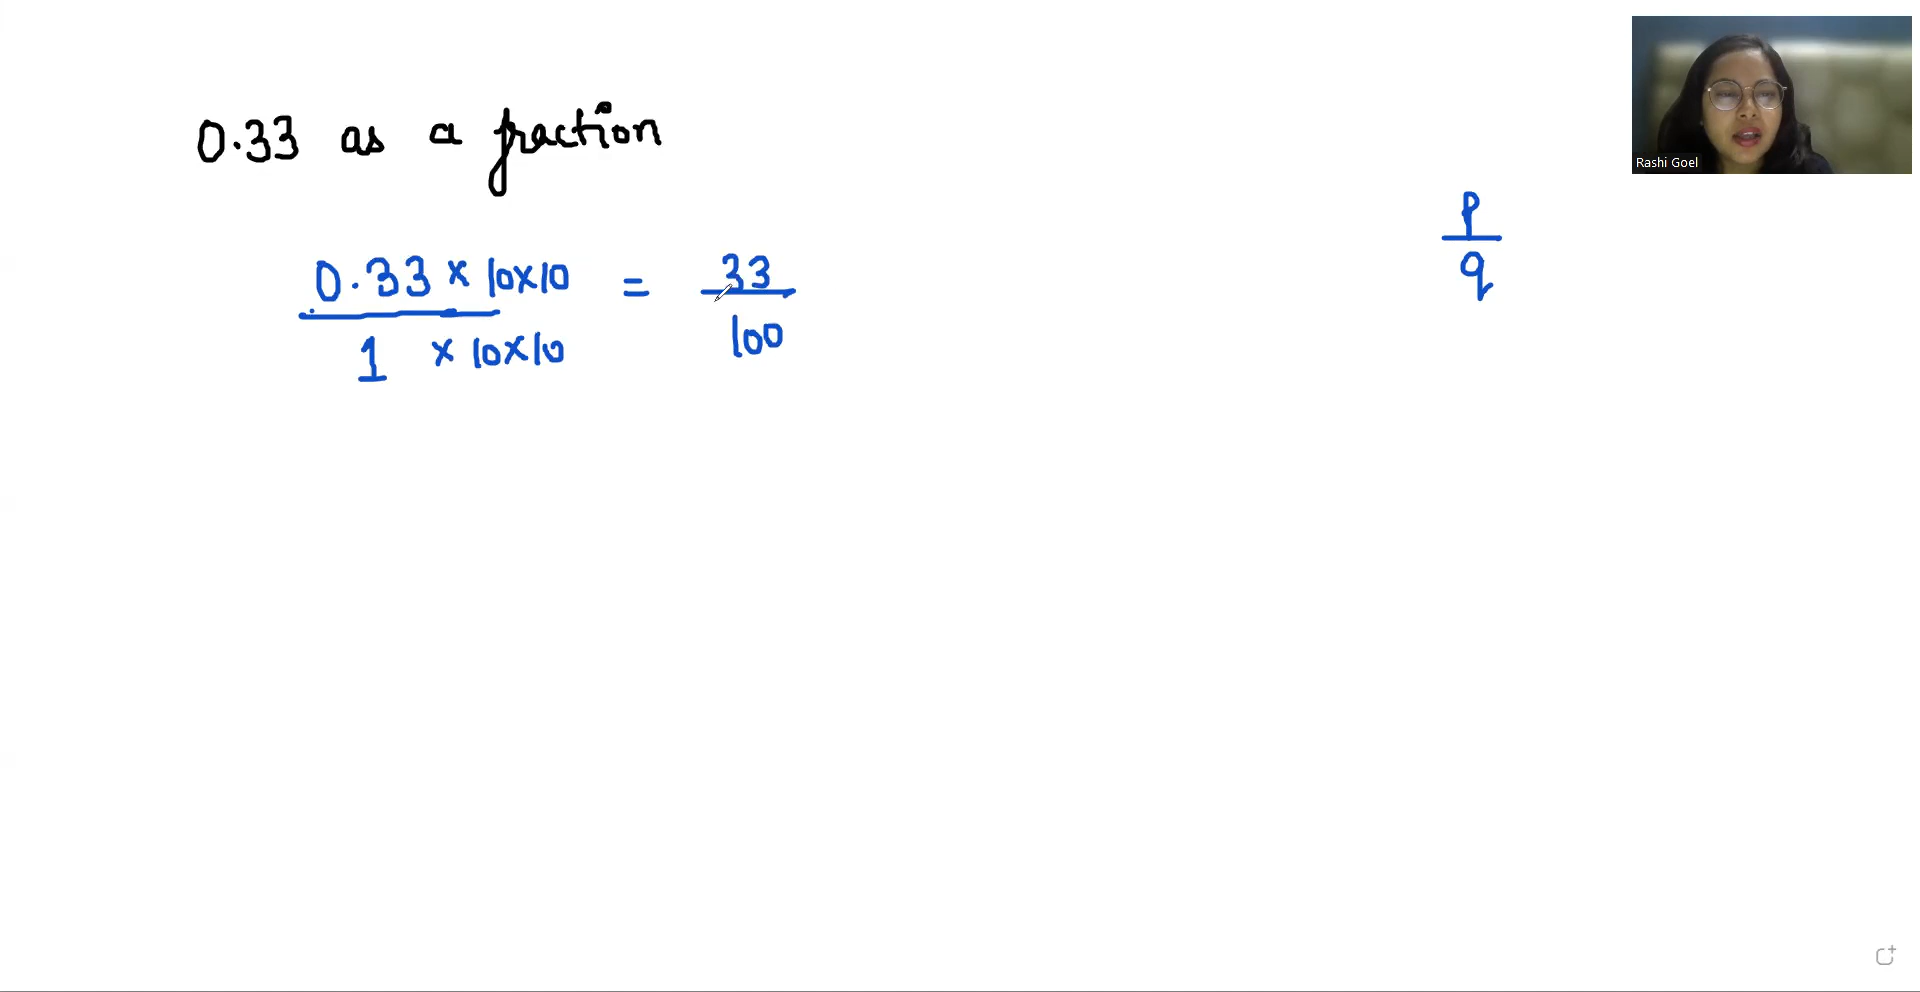 0.33 as a fraction
0.33 × 10×10 = 33
1 × 10×10 100
p
q
Rashi Goel